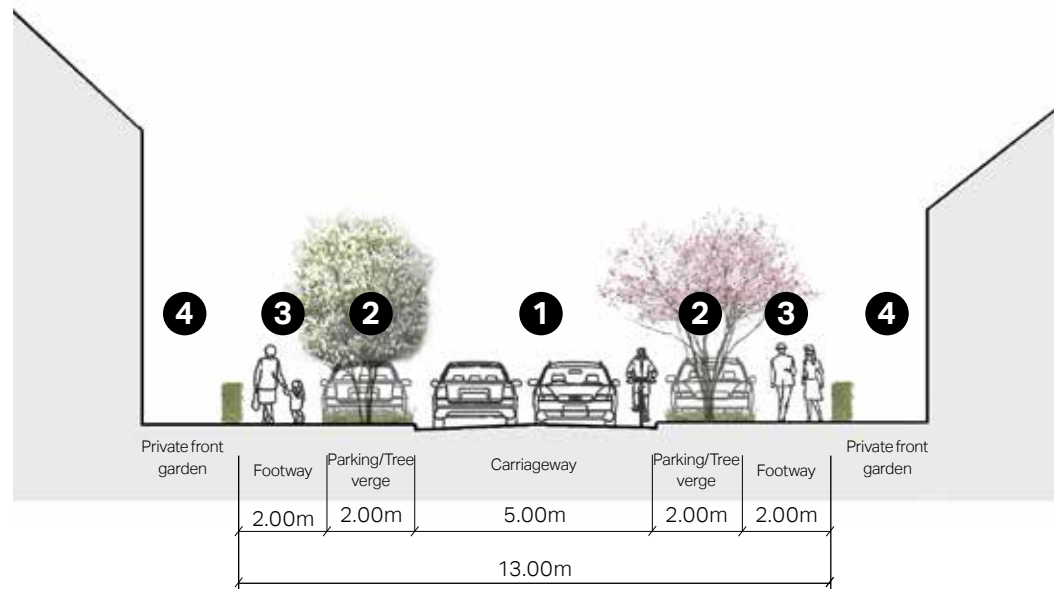 4
3
2
1
2
3
4
Private front
garden
Footway
Parking/Tree
verge
Carriageway
Parking/Tree
verge
Footway
Private front
garden
2.00m
2.00m
5.00m
2.00m
2.00m
13.00m